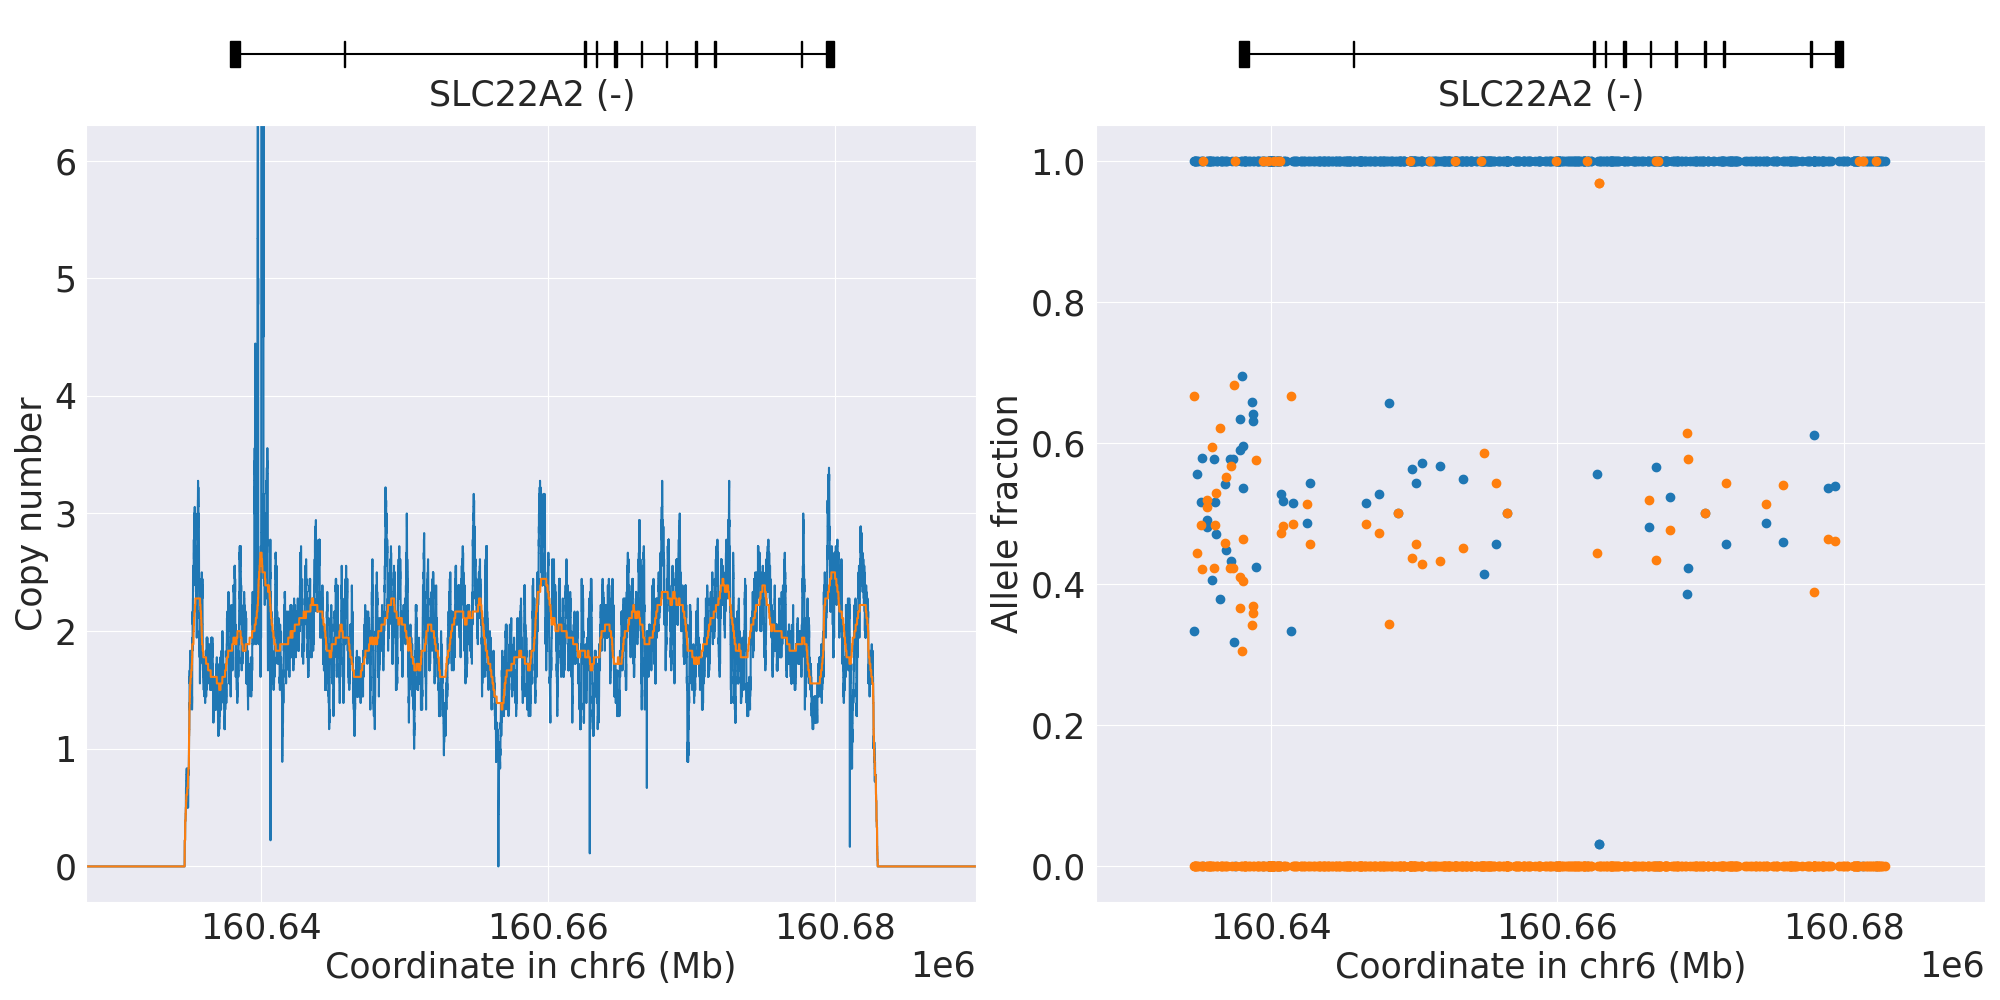 SLC22A2 (-)
6
5
4
3
2
1
0
Copy number
160.64
160.66
160.68
Coordinate in chr6 (Mb)
1e6
SLC22A2 (-)
1.0
0.8
0.6
0.4
0.2
0.0
Allele fraction
160.64
160.66
160.68
Coordinate in chr6 (Mb)
1e6